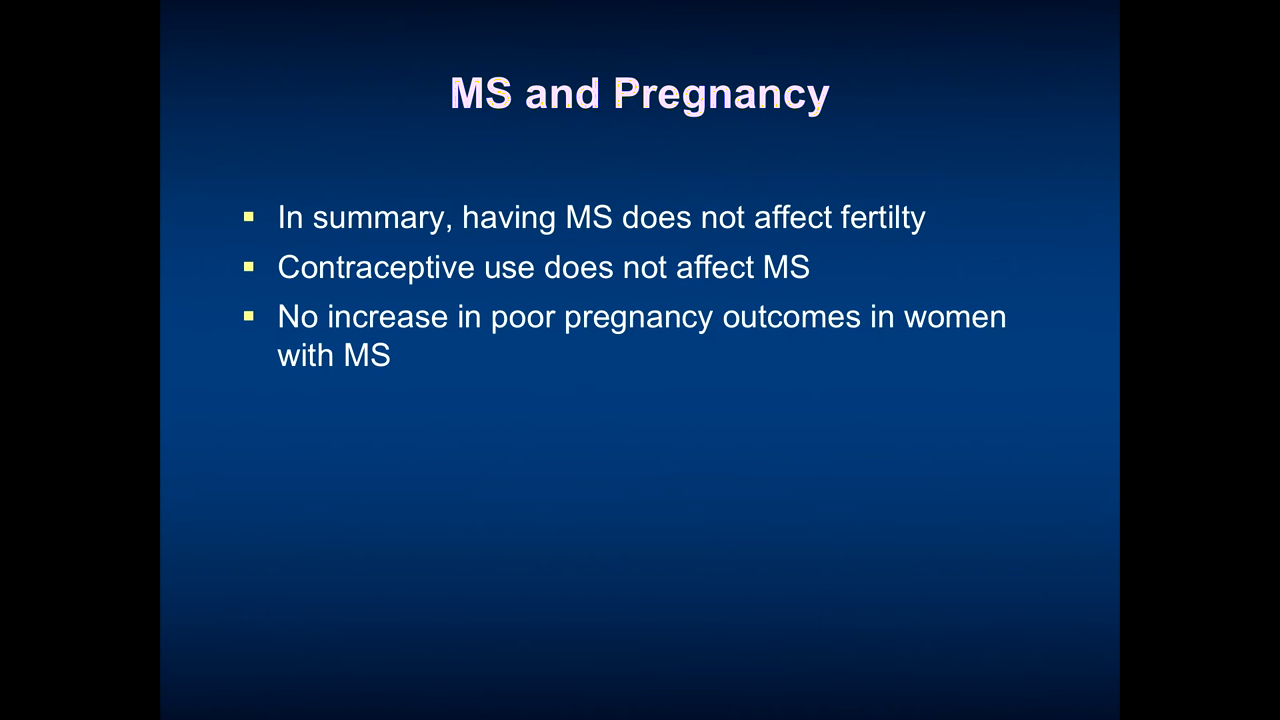 MS and Pregnancy
▪ In summary, having MS does not affect fertilty
▪ Contraceptive use does not affect MS
▪ No increase in poor pregnancy outcomes in women
with MS